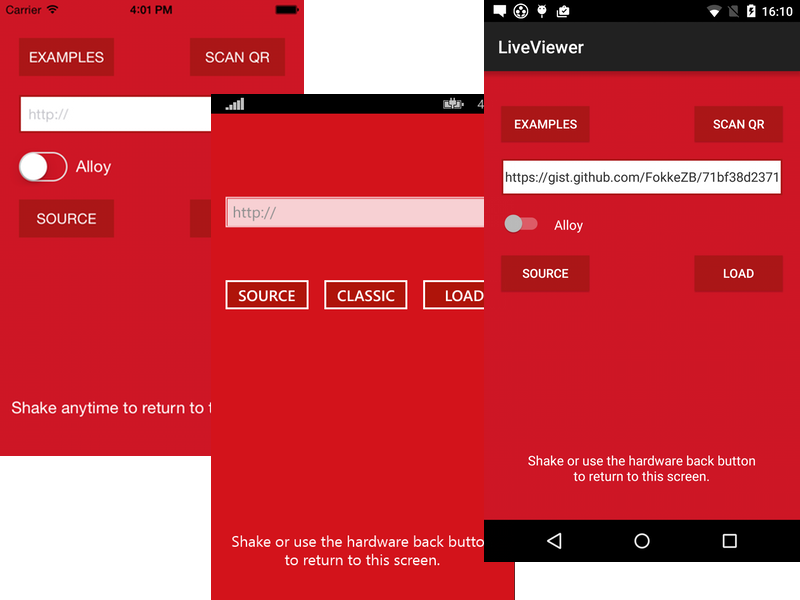 Carrier 4:01 PM
EXAMPLES SCAN QR
http://
Alloy
SOURCE
Shake anytime to return to
4
http://
SOURCE CLASSIC LOAD
Shake or use the hardware back butto
to return to this screen.
16:10
LiveViewer
EXAMPLES SCAN QR
https://gist.github.com/FokkeZB/71bf38d2371
Alloy
SOURCE LOAD
Shake or use the hardware back button
to return to this screen.